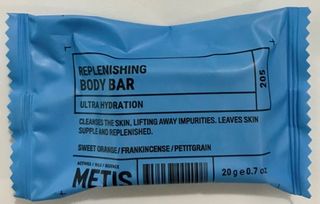 REPLENISHING
BODY BAR
205
ULTRA HYDRATION
CLEANSES THE SKIN, LIFTING AWAY IMPURITIES. LEAVES SKIN
SUPPLE AND REPLENISHED.
SWEET ORANGE / FRANKINCENSE / PETITGRAIN
METIS
20 g e 0.7 oz